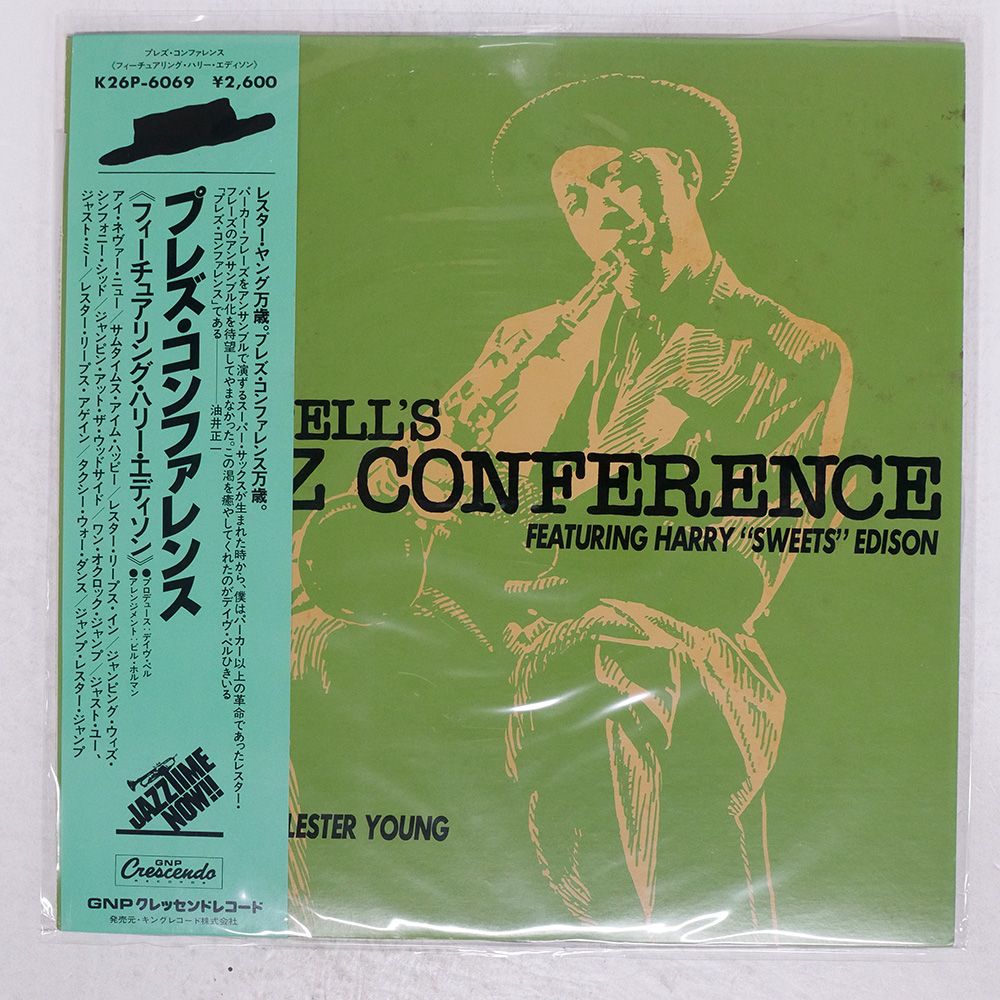 プレズ・コンファレンス
《フィーチュアリング・ハリー・エディソン》
K26P-6069 ¥2,600
レスター・ヤング万歳。プレズ・コンファレンス万歳。
パーカー・フレーズをアンサンブルで演ずるスーパー・サックスが生まれた時から、僕はパーカー以上の革命であったレスター・
フレーズのアンサンブル化を待望してやまなかった。この渇を癒やしてくれたのがデイヴ・ペルひきいる
「プレズ・コンファレンス」である——油井正一
プレズ・コンファレンス
《フィーチュアリング・ハリー・エディソン》
●プロデュース:デイヴ・ペル
●アレンジメント:ビル・ホルマン
アイ・ネヴァー・ニュー/サムタイムス・アイム・ハッピー/レスター・リープス・イン/ジャンピング・ウィズ・
シンフォニー・シッド/ジャンピン・アット・ザ・ウッドサイド/ワン・オクロック・ジャンプ/ジャスト・ユー、
ジャスト・ミー/レスター・リープス・アゲイン/タクシー・ウォー・ダンス/ジャンプ・レスター・ジャンプ
JAZZTIME
NOW!!
GNP
Crescendo
RECORDS
GNPクレッセンドレコード
発売元・キングレコード株式会社
ELL'S
Z CONFERENCE
FEATURING HARRY "SWEETS" EDISON
LESTER YOUNG